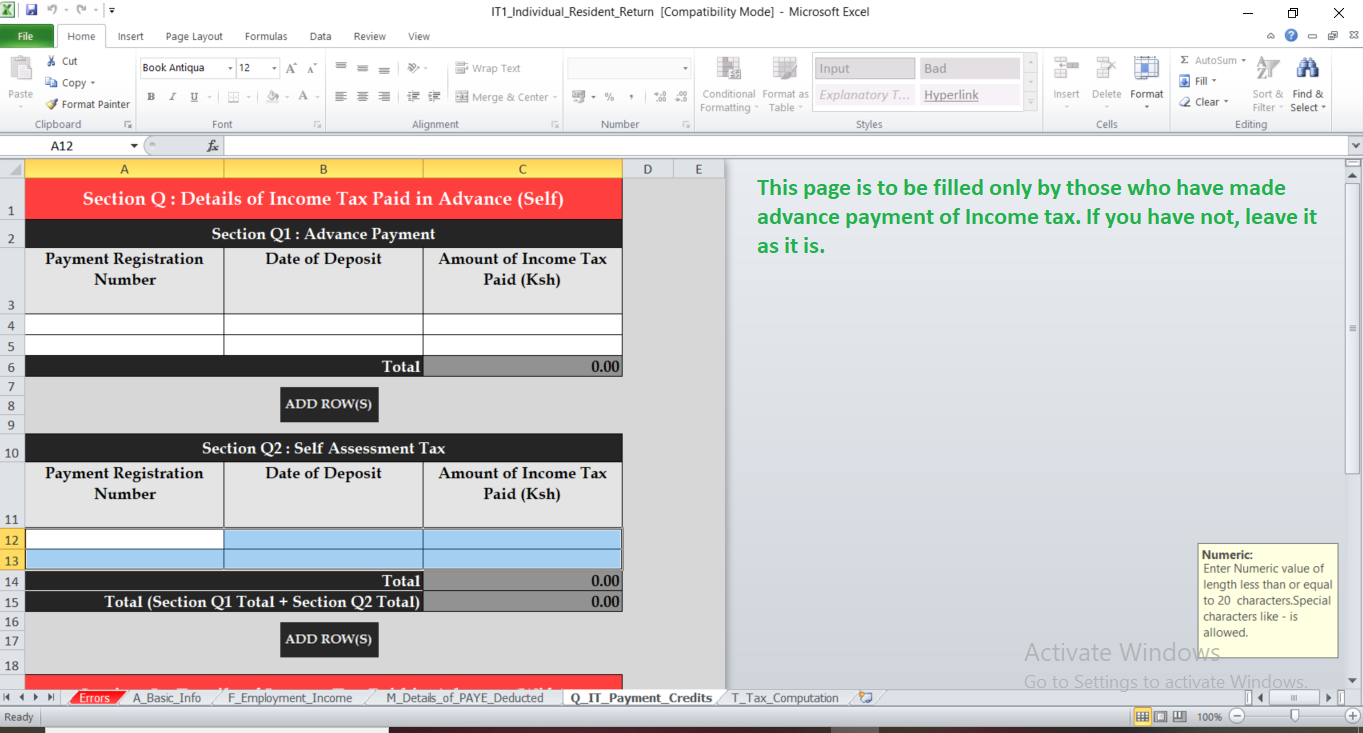 IT1_Individual_Resident_Return [Compatibility Mode] - Microsoft Excel
File Home Insert Page Layout Formulas Data Review View
Paste
Cut
Copy
Format Painter
Clipboard
Book Antiqua 12
B I U
Font
Wrap Text
Merge & Center
Alignment
%
Number
Conditional Formatting
Format as Table
Input Bad
Explanatory T... Hyperlink
Styles
Insert Delete Format
Cells
Σ AutoSum
Fill
Clear
Sort & Filter
Find & Select
Editing
A12 fx
A B C D E
1 Section Q : Details of Income Tax Paid in Advance (Self)
2 Section Q1 : Advance Payment
Payment Registration Date of Deposit Amount of Income Tax
Number Paid (Ksh)
3
4
5
6 Total 0.00
7
8 ADD ROW(S)
9
10 Section Q2 : Self Assessment Tax
Payment Registration Date of Deposit Amount of Income Tax
Number Paid (Ksh)
11
12
13
14 Total 0.00
15 Total (Section Q1 Total + Section Q2 Total) 0.00
16
17 ADD ROW(S)
18
This page is to be filled only by those who have made
advance payment of Income tax. If you have not, leave it
as it is.
Numeric:
Enter Numeric value of
length less than or equal
to 20 characters.Special
characters like - is
allowed.
Activate Windows
Go to Settings to activate Windows.
Errors A_Basic_Info F_Employment_Income M_Details_of_PAYE_Deducted Q_IT_Payment_Credits T_Tax_Computation
Ready 100%